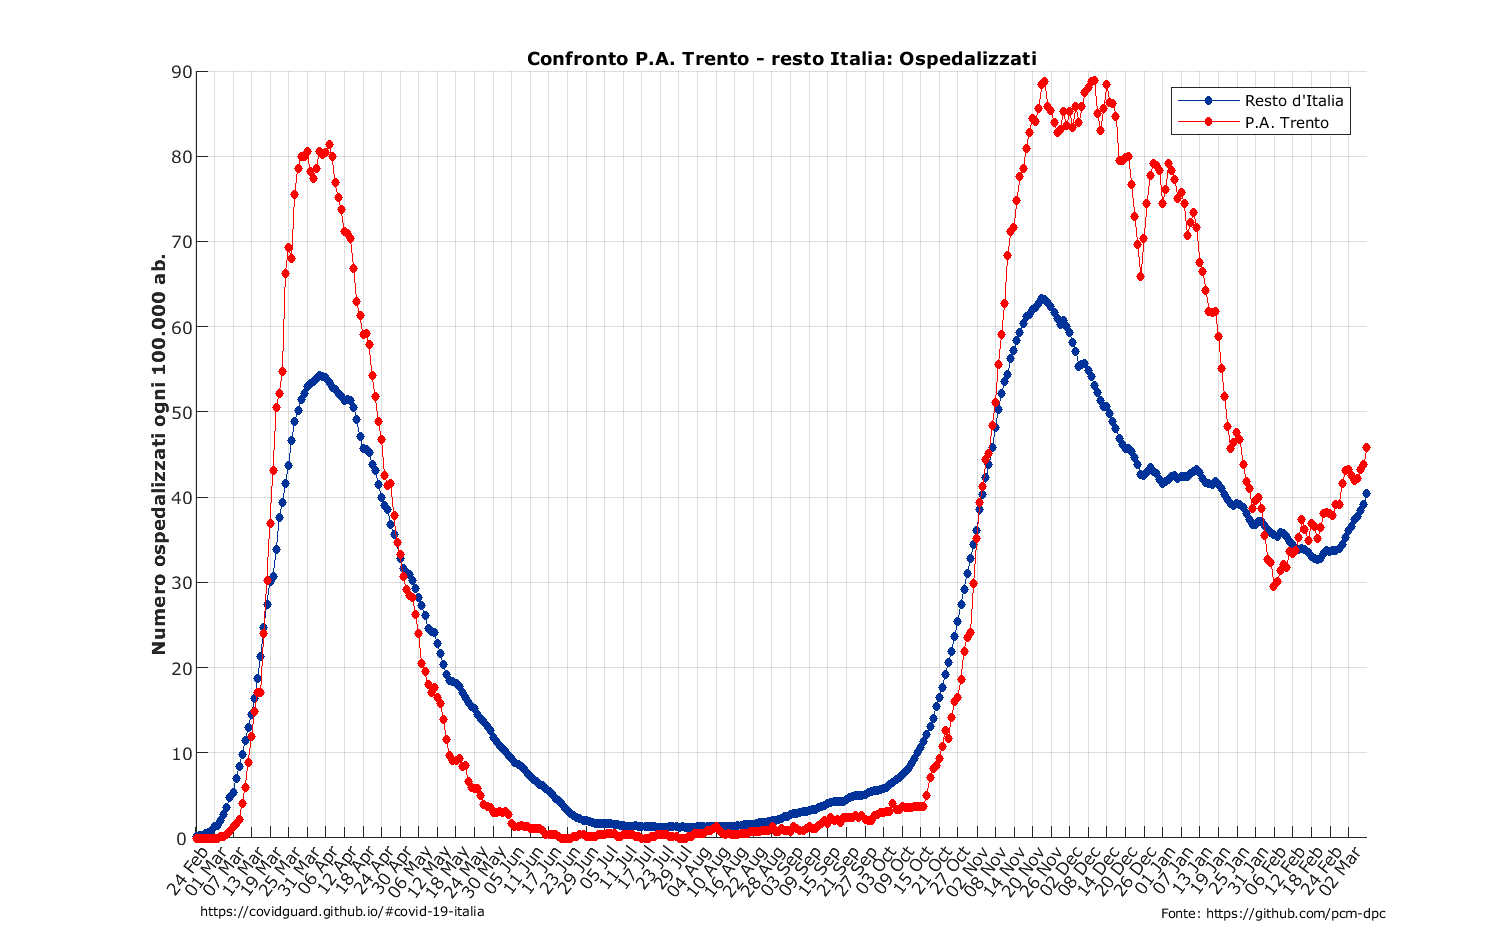 Confronto P.A. Trento - resto Italia: Ospedalizzati
Resto d'Italia
P.A. Trento
Numero ospedalizzati ogni 100.000 ab.
90
80
70
60
50
40
30
20
10
0
24 Feb
01 Mar
07 Mar
13 Mar
19 Mar
25 Mar
31 Mar
06 Apr
12 Apr
18 Apr
24 Apr
30 Apr
06 May
12 May
18 May
24 May
30 May
05 Jun
11 Jun
17 Jun
23 Jun
29 Jun
05 Jul
11 Jul
17 Jul
23 Jul
29 Jul
04 Aug
10 Aug
16 Aug
22 Aug
28 Aug
03 Sep
09 Sep
15 Sep
21 Sep
27 Sep
03 Oct
09 Oct
15 Oct
21 Oct
27 Oct
02 Nov
08 Nov
14 Nov
20 Nov
26 Nov
02 Dec
08 Dec
14 Dec
20 Dec
26 Dec
01 Jan
07 Jan
13 Jan
19 Jan
25 Jan
31 Jan
06 Feb
12 Feb
18 Feb
24 Feb
02 Mar
https://covidguard.github.io/#covid-19-italia
Fonte: https://github.com/pcm-dpc